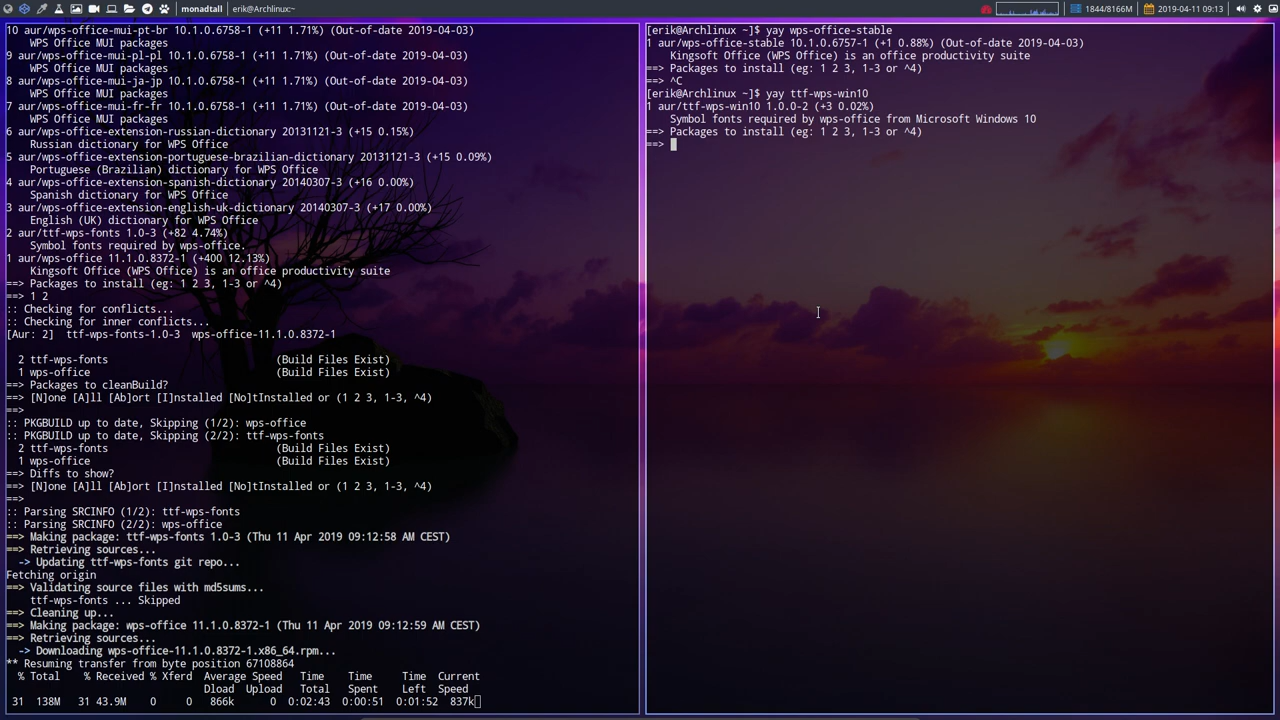 monadtall erik@Archlinux:~ 1844/8166M 2019-04-11 09:13
10 aur/wps-office-mui-pt-br 10.1.0.6758-1 (+11 1.71%) (Out-of-date 2019-04-03)
WPS Office MUI packages
9 aur/wps-office-mui-pl-pl 10.1.0.6758-1 (+11 1.71%) (Out-of-date 2019-04-03)
WPS Office MUI packages
8 aur/wps-office-mui-ja-jp 10.1.0.6758-1 (+11 1.71%) (Out-of-date 2019-04-03)
WPS Office MUI packages
7 aur/wps-office-mui-fr-fr 10.1.0.6758-1 (+11 1.71%) (Out-of-date 2019-04-03)
WPS Office MUI packages
6 aur/wps-office-extension-russian-dictionary 20131121-3 (+15 0.15%)
Russian dictionary for WPS Office
5 aur/wps-office-extension-portuguese-brazilian-dictionary 20131121-3 (+15 0.09%)
Portuguese (Brazilian) dictionary for WPS Office
4 aur/wps-office-extension-spanish-dictionary 20140307-3 (+16 0.00%)
Spanish dictionary for WPS Office
3 aur/wps-office-extension-english-uk-dictionary 20140307-3 (+17 0.00%)
English (UK) dictionary for WPS Office
2 aur/ttf-wps-fonts 1.0-3 (+82 4.74%)
Symbol fonts required by wps-office.
1 aur/wps-office 11.1.0.8372-1 (+400 12.13%)
Kingsoft Office (WPS Office) is an office productivity suite
==> Packages to install (eg: 1 2 3, 1-3 or ^4)
==> 1 2
:: Checking for conflicts...
:: Checking for inner conflicts...
[Aur: 2]  ttf-wps-fonts-1.0-3  wps-office-11.1.0.8372-1
2 ttf-wps-fonts (Build Files Exist)
1 wps-office (Build Files Exist)
==> Packages to cleanBuild?
==> [N]one [A]ll [Ab]ort [I]nstalled [No]tInstalled or (1 2 3, 1-3, ^4)
==>
:: PKGBUILD up to date, Skipping (1/2): wps-office
:: PKGBUILD up to date, Skipping (2/2): ttf-wps-fonts
2 ttf-wps-fonts (Build Files Exist)
1 wps-office (Build Files Exist)
==> Diffs to show?
==> [N]one [A]ll [Ab]ort [I]nstalled [No]tInstalled or (1 2 3, 1-3, ^4)
==>
:: Parsing SRCINFO (1/2): ttf-wps-fonts
:: Parsing SRCINFO (2/2): wps-office
==> Making package: ttf-wps-fonts 1.0-3 (Thu 11 Apr 2019 09:12:58 AM CEST)
==> Retrieving sources...
-> Updating ttf-wps-fonts git repo...
Fetching origin
==> Validating source files with md5sums...
ttf-wps-fonts ... Skipped
==> Cleaning up...
==> Making package: wps-office 11.1.0.8372-1 (Thu 11 Apr 2019 09:12:59 AM CEST)
==> Retrieving sources...
-> Downloading wps-office-11.1.0.8372-1.x86_64.rpm...
** Resuming transfer from byte position 67108864
% Total % Received % Xferd Average Speed Time Time Time Current
Dload Upload Total Spent Left Speed
31 138M 31 43.9M 0 0 866k 0 0:02:43 0:00:51 0:01:52 837k
[erik@Archlinux ~]$ yay wps-office-stable
1 aur/wps-office-stable 10.1.0.6757-1 (+1 0.88%) (Out-of-date 2019-04-03)
Kingsoft Office (WPS Office) is an office productivity suite
==> Packages to install (eg: 1 2 3, 1-3 or ^4)
==> ^C
[erik@Archlinux ~]$ yay ttf-wps-win10
1 aur/ttf-wps-win10 1.0.0-2 (+3 0.02%)
Symbol fonts required by wps-office from Microsoft Windows 10
==> Packages to install (eg: 1 2 3, 1-3 or ^4)
==>